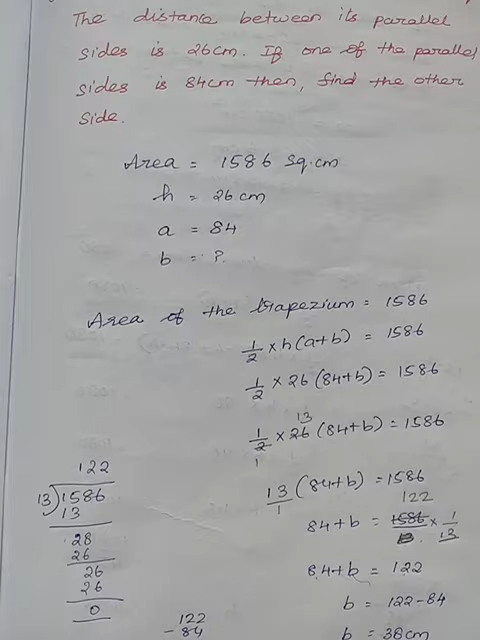 The distance between its parallel
sides is 26cm. If one of the parallel
sides is 84cm then, find the other
side.
Area = 1586 sq.cm
h = 26 cm
a = 84
b = ?
Area of the trapezium = 1586
1/2 × h(a+b) = 1586
1/2 × 26 (84+b) = 1586
13
1/2 × 26 (84+b) = 1586
1
13/1 (84+b) = 1586
122
84+b = 1586/13 × 1/13
84+b = 122
b = 122-84
b = 38cm
122
13)1586
13
28
26
26
26
0
122
- 84